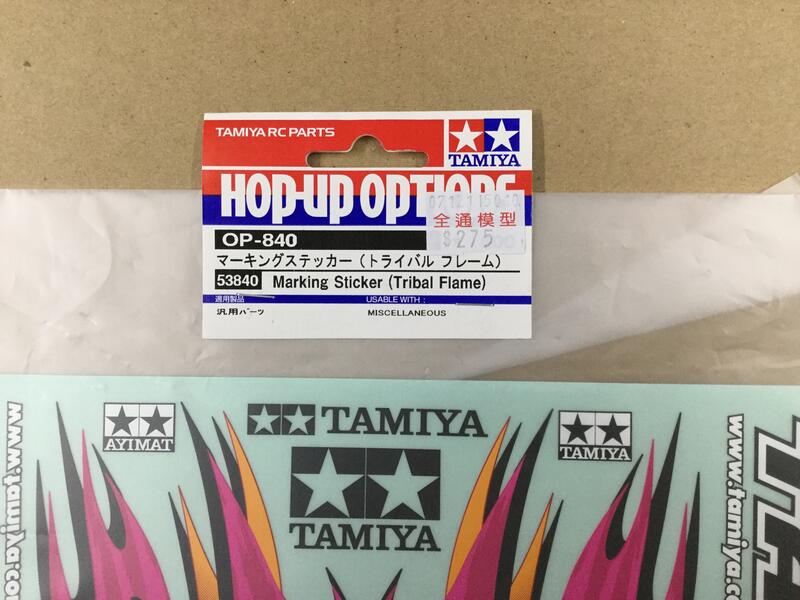 TAMIYA RC PARTS
TAMIYA
HOP-UP OPTIONS
全通模型
$275
OP-840
マーキングステッカー（トライバル フレーム）
53840 Marking Sticker (Tribal Flame)
適用製品 USABLE WITH :
汎用パーツ MISCELLANEOUS
AYIMAT
TAMIYA
TAMIYA
TAMIYA
www.tamiya.co
www.tamiya.